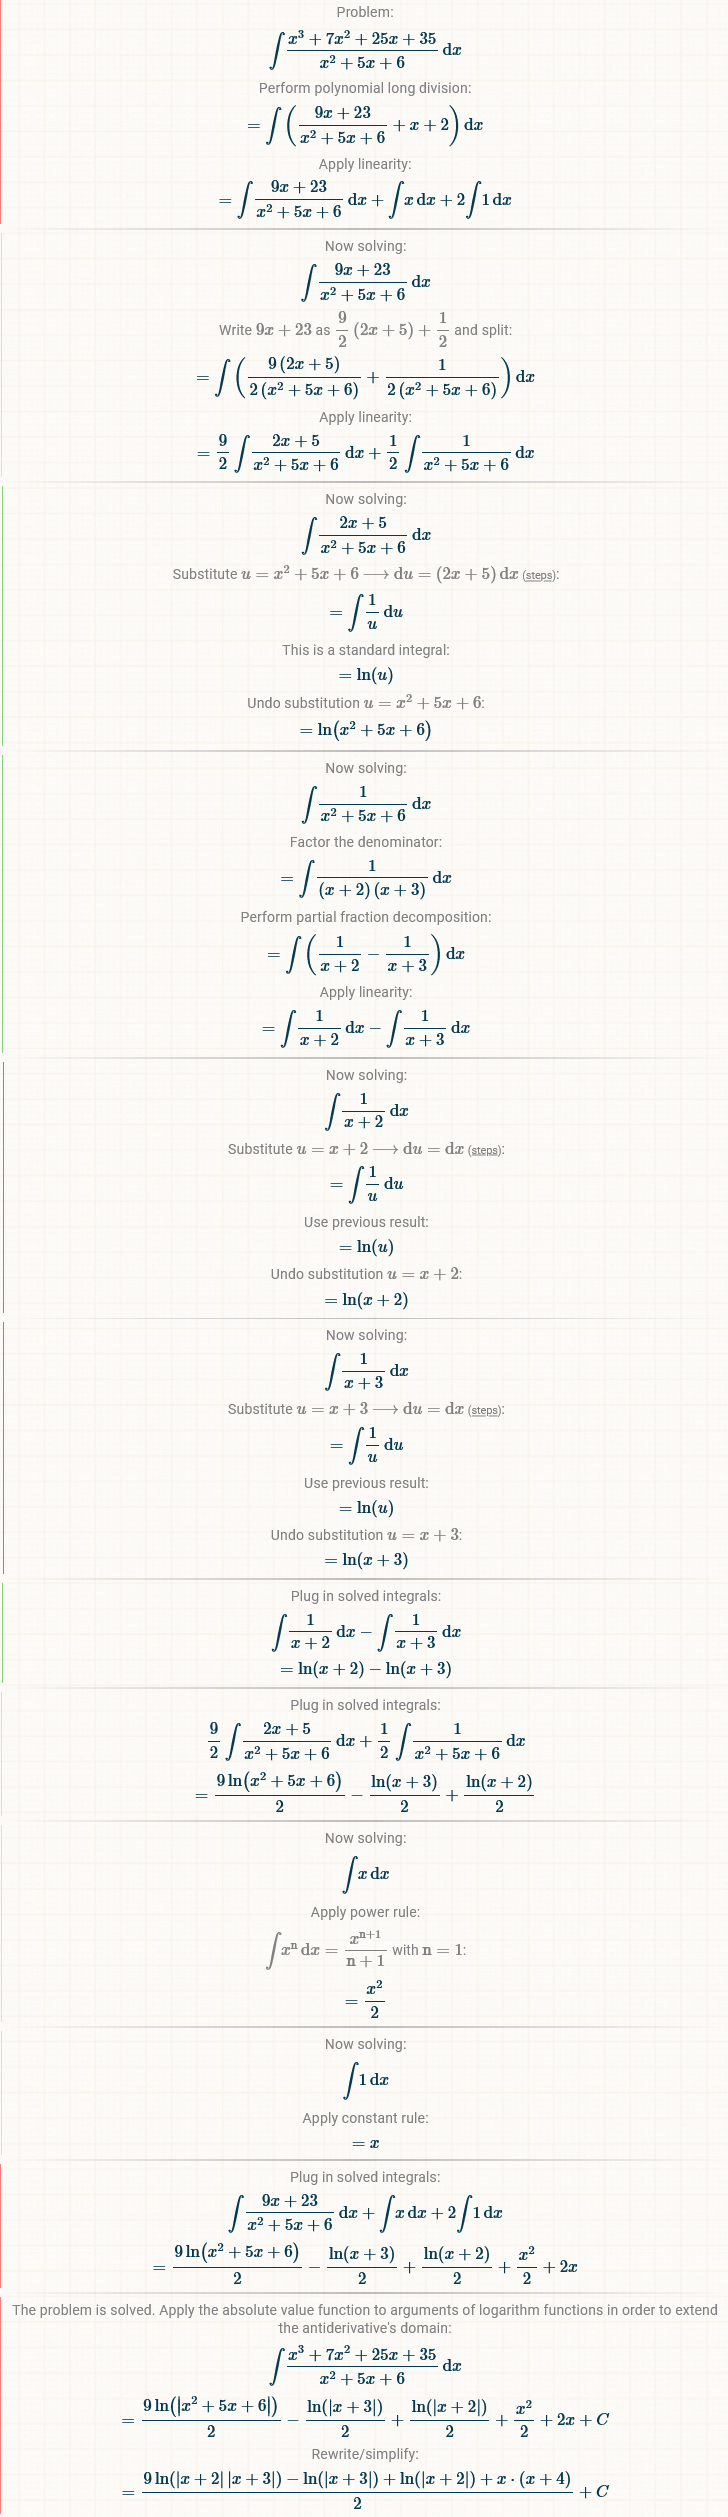 Problem:
∫ (x³ + 7x² + 25x + 35)/(x² + 5x + 6) dx
Perform polynomial long division:
= ∫ ((9x + 23)/(x² + 5x + 6) + x + 2) dx
Apply linearity:
= ∫ (9x + 23)/(x² + 5x + 6) dx + ∫ x dx + 2 ∫ 1 dx
Now solving:
∫ (9x + 23)/(x² + 5x + 6) dx
Write 9x + 23 as 9/2 (2x + 5) + 1/2 and split:
= ∫ (9 (2x + 5)/(2 (x² + 5x + 6)) + 1/(2 (x² + 5x + 6))) dx
Apply linearity:
= 9/2 ∫ (2x + 5)/(x² + 5x + 6) dx + 1/2 ∫ 1/(x² + 5x + 6) dx
Now solving:
∫ (2x + 5)/(x² + 5x + 6) dx
Substitute u = x² + 5x + 6 ⟶ du = (2x + 5) dx (steps):
= ∫ 1/u du
This is a standard integral:
= ln(u)
Undo substitution u = x² + 5x + 6:
= ln(x² + 5x + 6)
Now solving:
∫ 1/(x² + 5x + 6) dx
Factor the denominator:
= ∫ 1/((x + 2) (x + 3)) dx
Perform partial fraction decomposition:
= ∫ (1/(x + 2) − 1/(x + 3)) dx
Apply linearity:
= ∫ 1/(x + 2) dx − ∫ 1/(x + 3) dx
Now solving:
∫ 1/(x + 2) dx
Substitute u = x + 2 ⟶ du = dx (steps):
= ∫ 1/u du
Use previous result:
= ln(u)
Undo substitution u = x + 2:
= ln(x + 2)
Now solving:
∫ 1/(x + 3) dx
Substitute u = x + 3 ⟶ du = dx (steps):
= ∫ 1/u du
Use previous result:
= ln(u)
Undo substitution u = x + 3:
= ln(x + 3)
Plug in solved integrals:
∫ 1/(x + 2) dx − ∫ 1/(x + 3) dx
= ln(x + 2) − ln(x + 3)
Plug in solved integrals:
9/2 ∫ (2x + 5)/(x² + 5x + 6) dx + 1/2 ∫ 1/(x² + 5x + 6) dx
= 9 ln(x² + 5x + 6)/2 − ln(x + 3)/2 + ln(x + 2)/2
Now solving:
∫ x dx
Apply power rule:
∫ xⁿ dx = xⁿ⁺¹/(n + 1) with n = 1:
= x²/2
Now solving:
∫ 1 dx
Apply constant rule:
= x
Plug in solved integrals:
∫ (9x + 23)/(x² + 5x + 6) dx + ∫ x dx + 2 ∫ 1 dx
= 9 ln(x² + 5x + 6)/2 − ln(x + 3)/2 + ln(x + 2)/2 + x²/2 + 2x
The problem is solved. Apply the absolute value function to arguments of logarithm functions in order to extend
the antiderivative's domain:
∫ (x³ + 7x² + 25x + 35)/(x² + 5x + 6) dx
= 9 ln(|x² + 5x + 6|)/2 − ln(|x + 3|)/2 + ln(|x + 2|)/2 + x²/2 + 2x + C
Rewrite/simplify:
= (9 ln(|x + 2| |x + 3|) − ln(|x + 3|) + ln(|x + 2|) + x · (x + 4))/2 + C